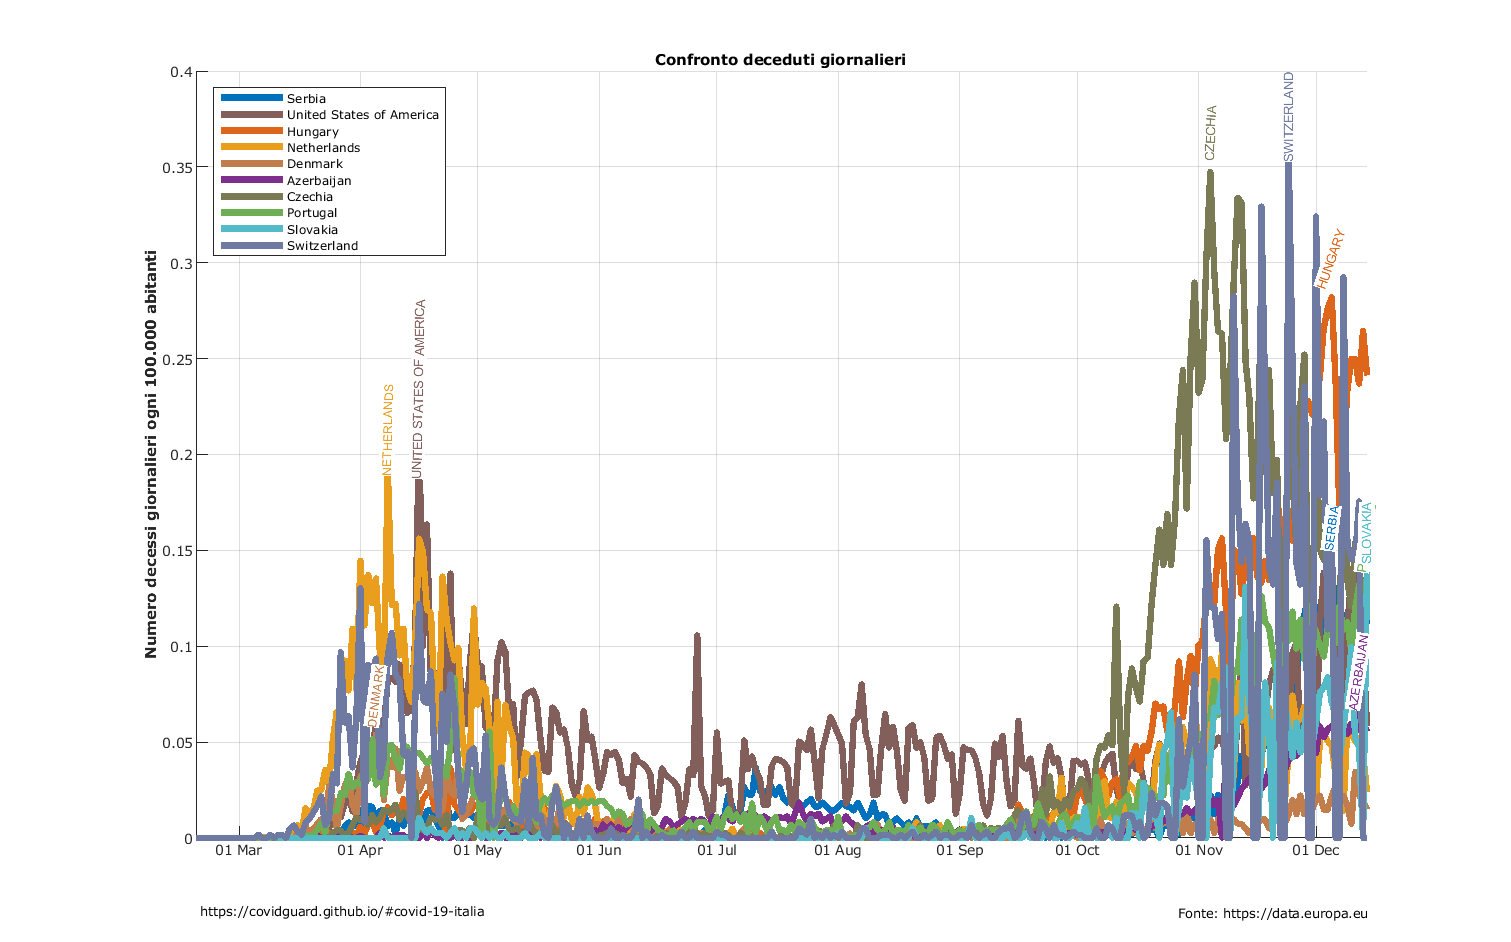 Confronto deceduti giornalieri
Numero decessi giornalieri ogni 100.000 abitanti
0.4
0.35
0.3
0.25
0.2
0.15
0.1
0.05
0
Serbia
United States of America
Hungary
Netherlands
Denmark
Azerbaijan
Czechia
Portugal
Slovakia
Switzerland
DENMARK
NETHERLANDS
UNITED STATES OF AMERICA
CZECHIA
SWITZERLAND
HUNGARY
SERBIA
P
SLOVAKIA
AZERBAIJAN
01 Mar
01 Apr
01 May
01 Jun
01 Jul
01 Aug
01 Sep
01 Oct
01 Nov
01 Dec
https://covidguard.github.io/#covid-19-italia
Fonte: https://data.europa.eu